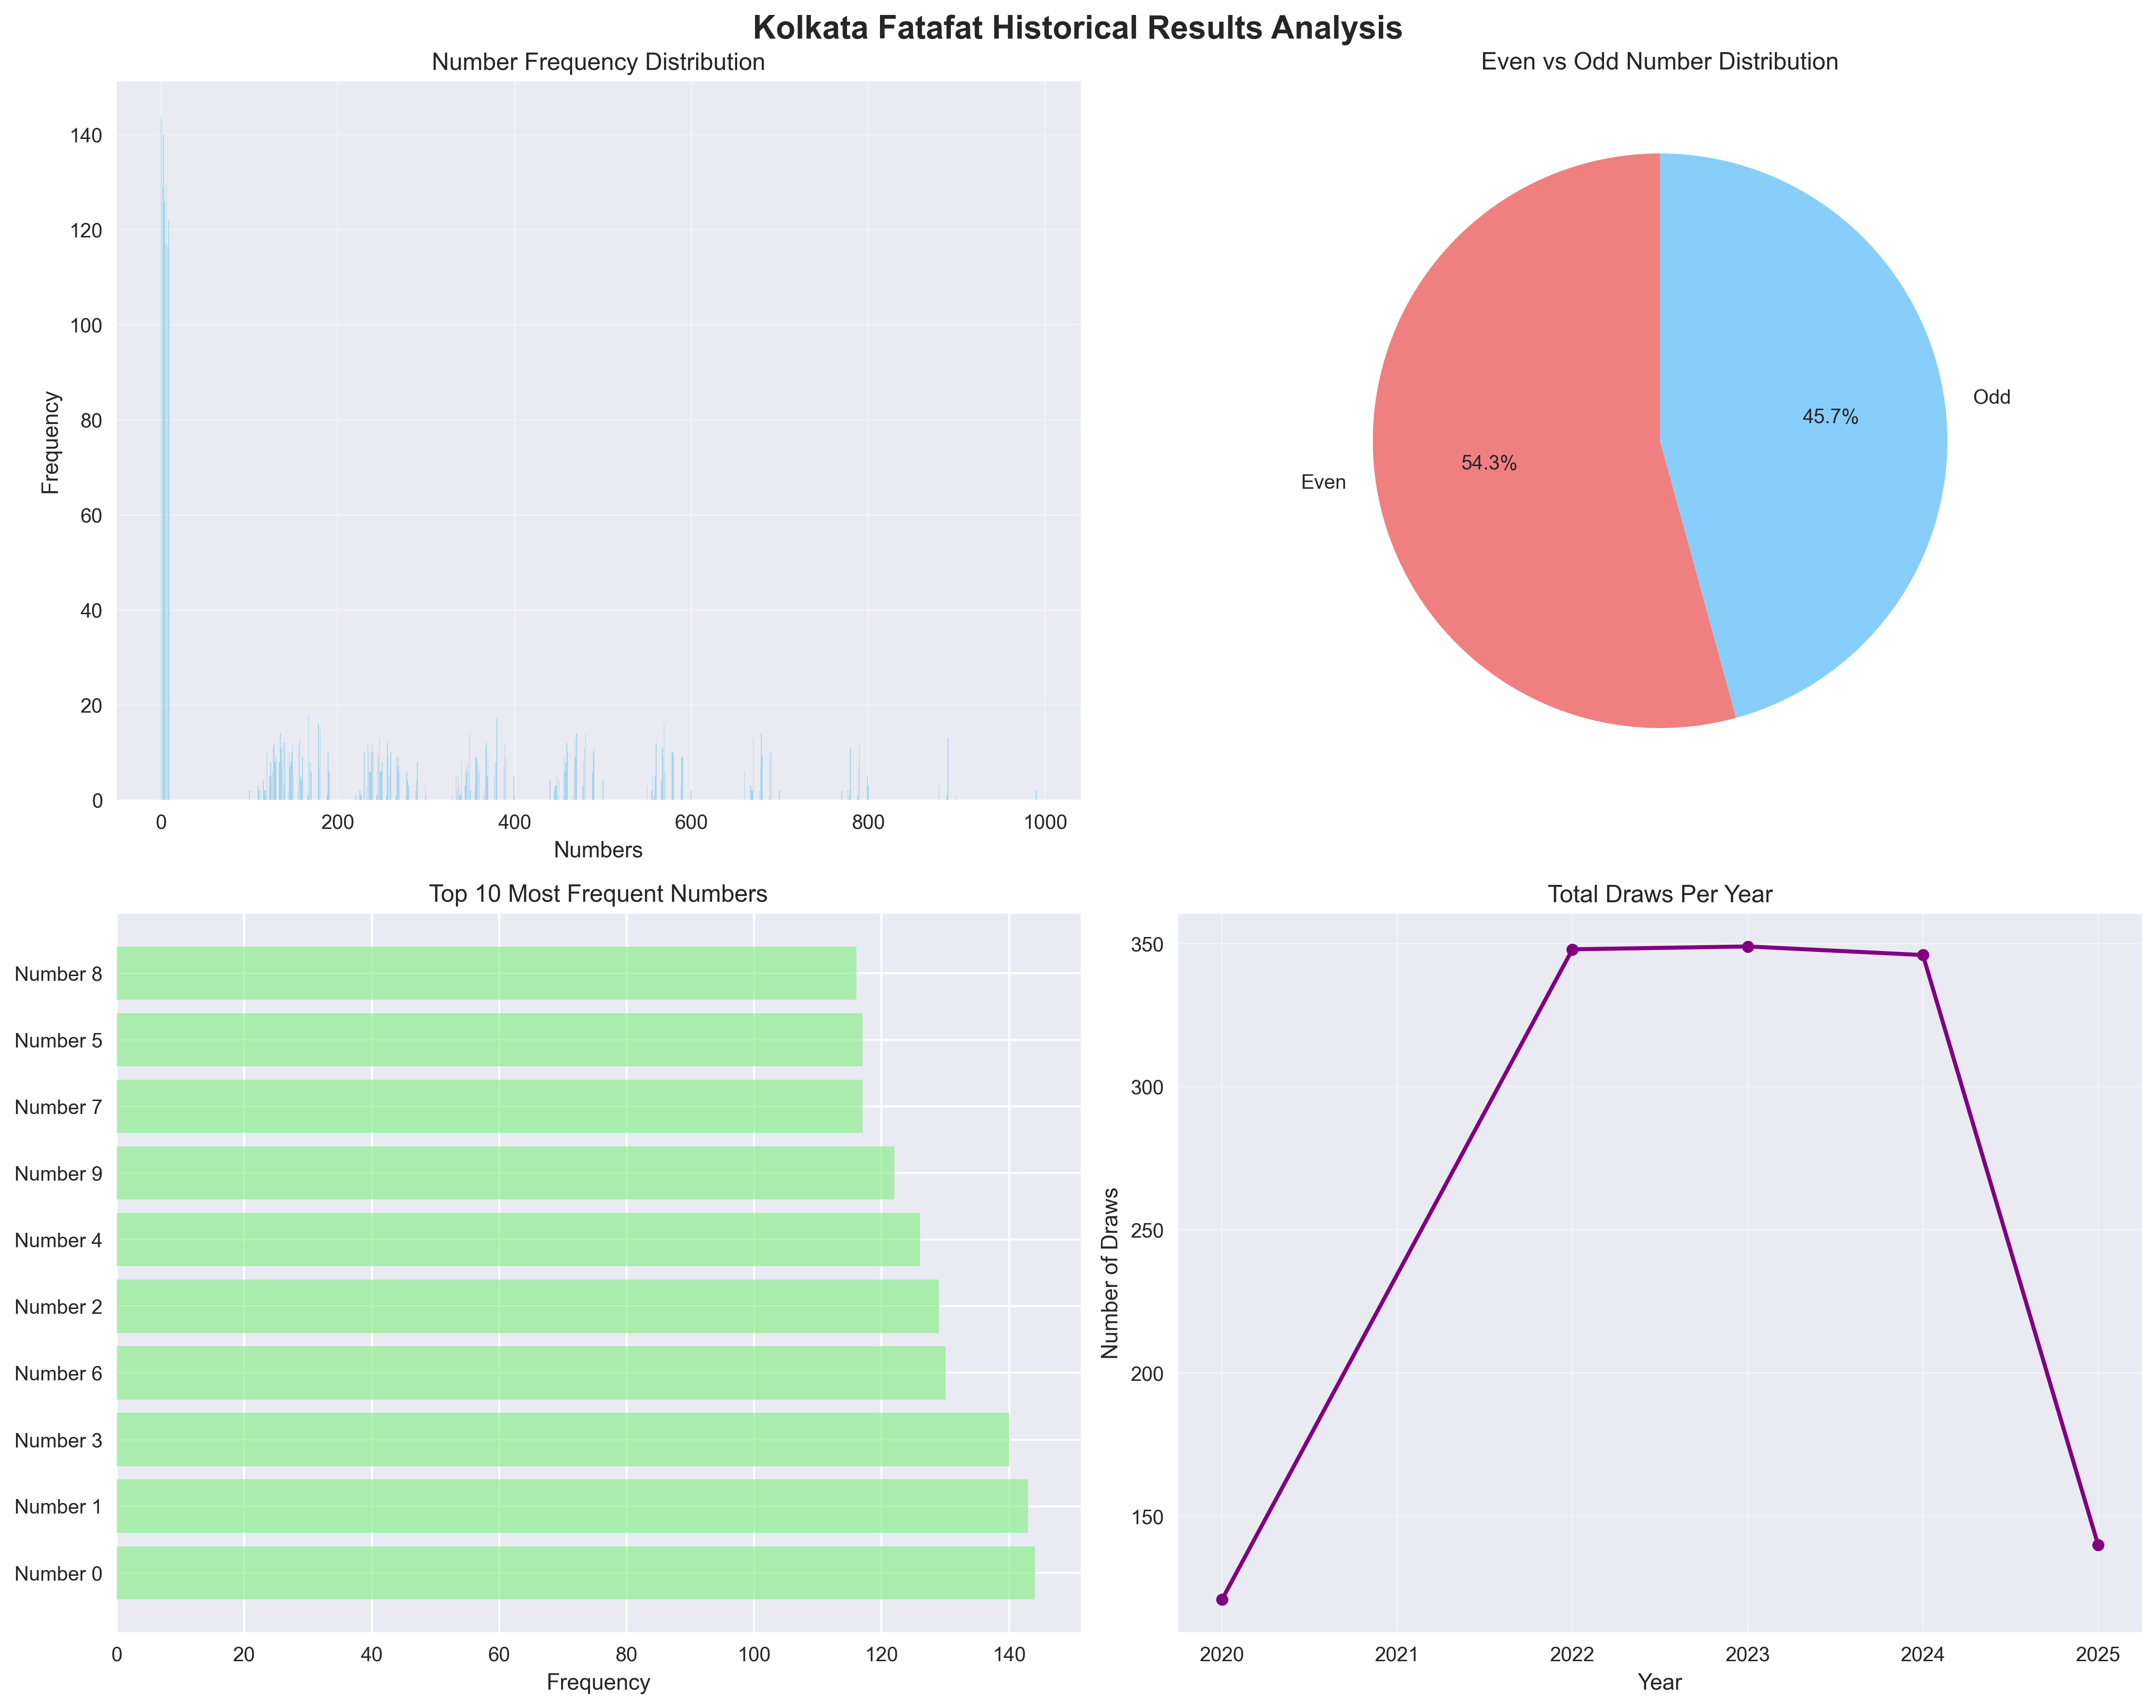 Kolkata Fatafat Historical Results Analysis
Number Frequency Distribution
140
120
100
80
60
40
20
0
Frequency
0 200 400 600 800 1000
Numbers
Even vs Odd Number Distribution
Odd
45.7%
54.3%
Even
Top 10 Most Frequent Numbers
Number 8
Number 5
Number 7
Number 9
Number 4
Number 2
Number 6
Number 3
Number 1
Number 0
0 20 40 60 80 100 120 140
Frequency
Total Draws Per Year
350
300
250
200
150
Number of Draws
2020 2021 2022 2023 2024 2025
Year